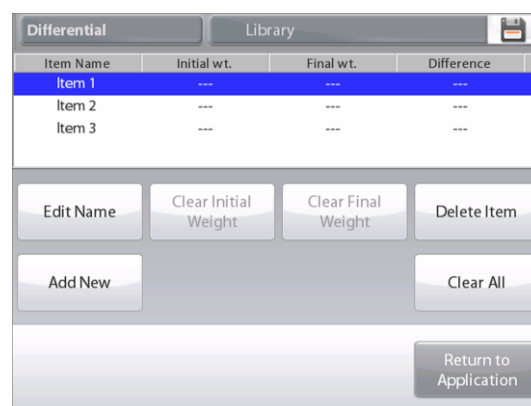 Differential Library
Item Name Initial wt. Final wt. Difference
Item 1 --- --- ---
Item 2 --- --- ---
Item 3 --- --- ---
Edit Name Clear Initial Weight Clear Final Weight Delete Item
Add New Clear All
Return to
Application